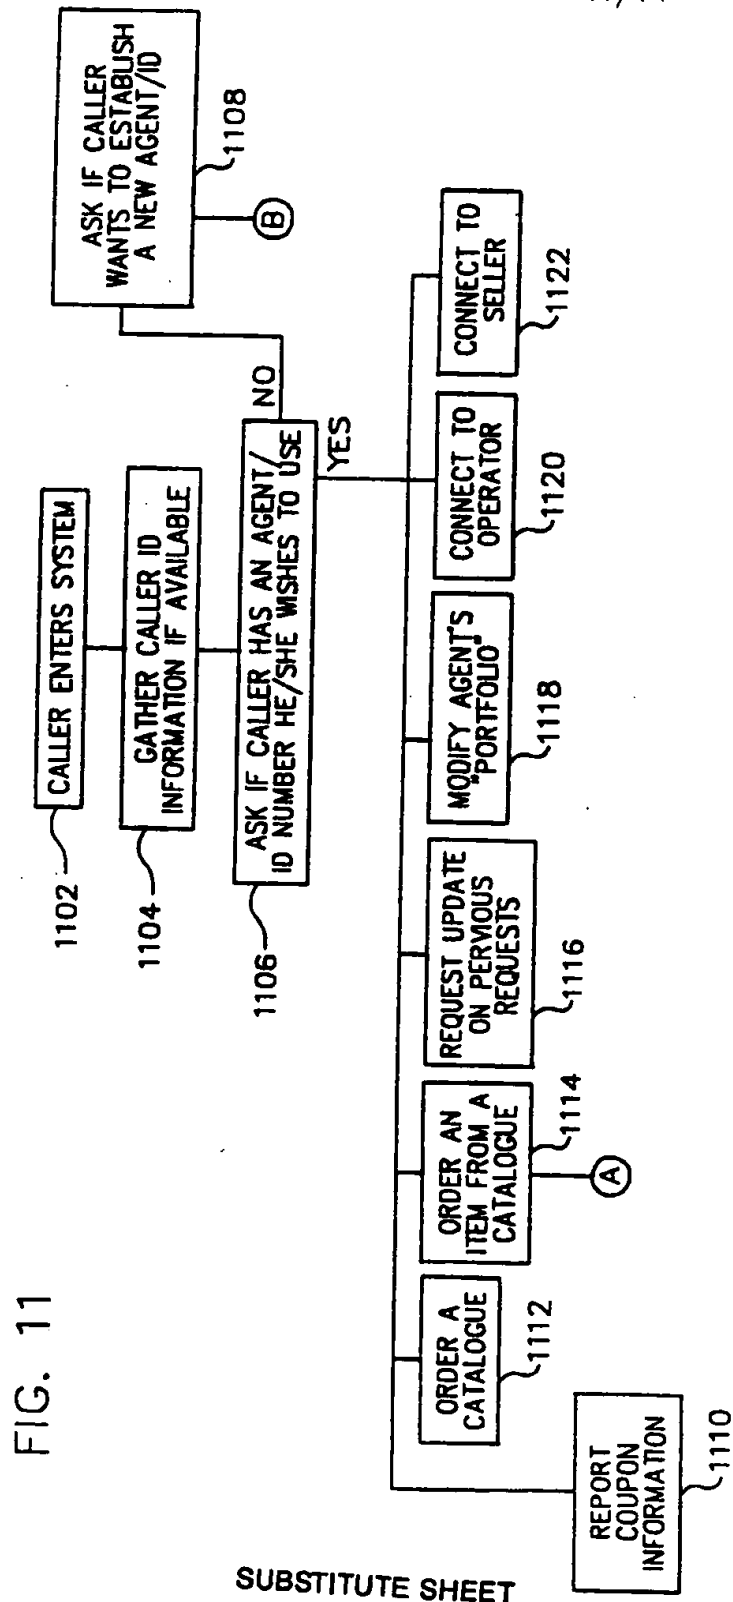 FIG. 11
CALLER ENTERS SYSTEM
1102
GATHER CALLER ID
INFORMATION IF AVAILABLE
1104
ASK IF CALLER HAS AN AGENT/
ID NUMBER HE/SHE WISHES TO USE
1106
NO
YES
ASK IF CALLER
WANTS TO ESTABLISH
A NEW AGENT/ID
1108
B
REPORT
COUPON
INFORMATION
1110
ORDER A
CATALOGUE
1112
ORDER AN
ITEM FROM A
CATALOGUE
1114
A
REQUEST UPDATE
ON PERVIOUS
REQUESTS
1116
MODIFY AGENT'S
"PORTFOLIO"
1118
CONNECT TO
OPERATOR
1120
CONNECT TO
SELLER
1122
SUBSTITUTE SHEET